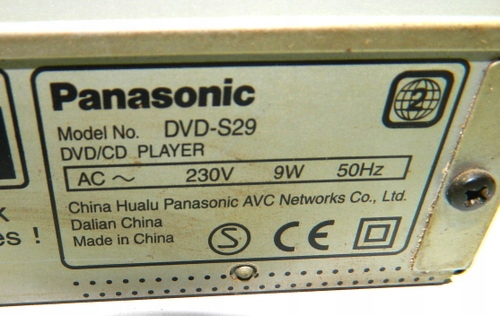 Panasonic
2
Model No. DVD-S29
DVD/CD PLAYER
AC ~ 230V 9W 50Hz
China Hualu Panasonic AVC Networks Co., Ltd.
Dalian China
Made in China
S CE